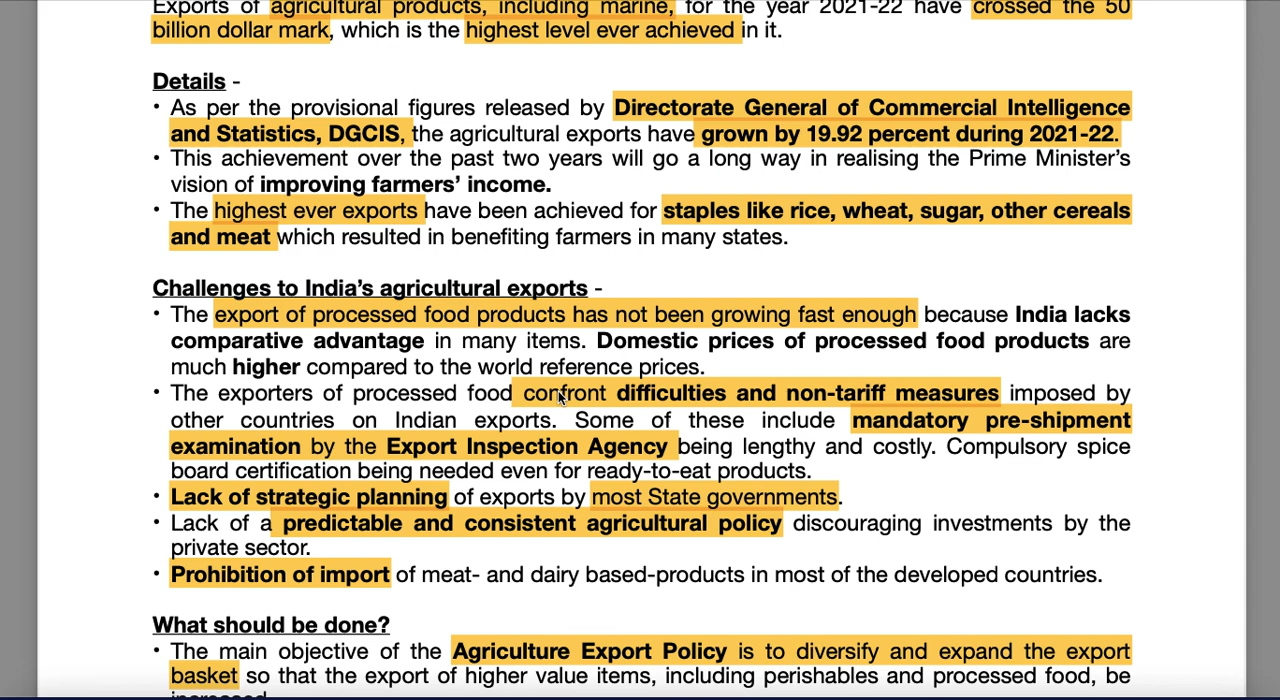 Exports of agricultural products, including marine, for the year 2021-22 have crossed the 50
billion dollar mark, which is the highest level ever achieved in it.
Details -
• As per the provisional figures released by Directorate General of Commercial Intelligence
and Statistics, DGCIS, the agricultural exports have grown by 19.92 percent during 2021-22.
• This achievement over the past two years will go a long way in realising the Prime Minister’s
vision of improving farmers’ income.
• The highest ever exports have been achieved for staples like rice, wheat, sugar, other cereals
and meat which resulted in benefiting farmers in many states.
Challenges to India’s agricultural exports -
• The export of processed food products has not been growing fast enough because India lacks
comparative advantage in many items. Domestic prices of processed food products are
much higher compared to the world reference prices.
• The exporters of processed food confront difficulties and non-tariff measures imposed by
other countries on Indian exports. Some of these include mandatory pre-shipment
examination by the Export Inspection Agency being lengthy and costly. Compulsory spice
board certification being needed even for ready-to-eat products.
• Lack of strategic planning of exports by most State governments.
• Lack of a predictable and consistent agricultural policy discouraging investments by the
private sector.
• Prohibition of import of meat- and dairy based-products in most of the developed countries.
What should be done?
• The main objective of the Agriculture Export Policy is to diversify and expand the export
basket so that the export of higher value items, including perishables and processed food, be
increased.